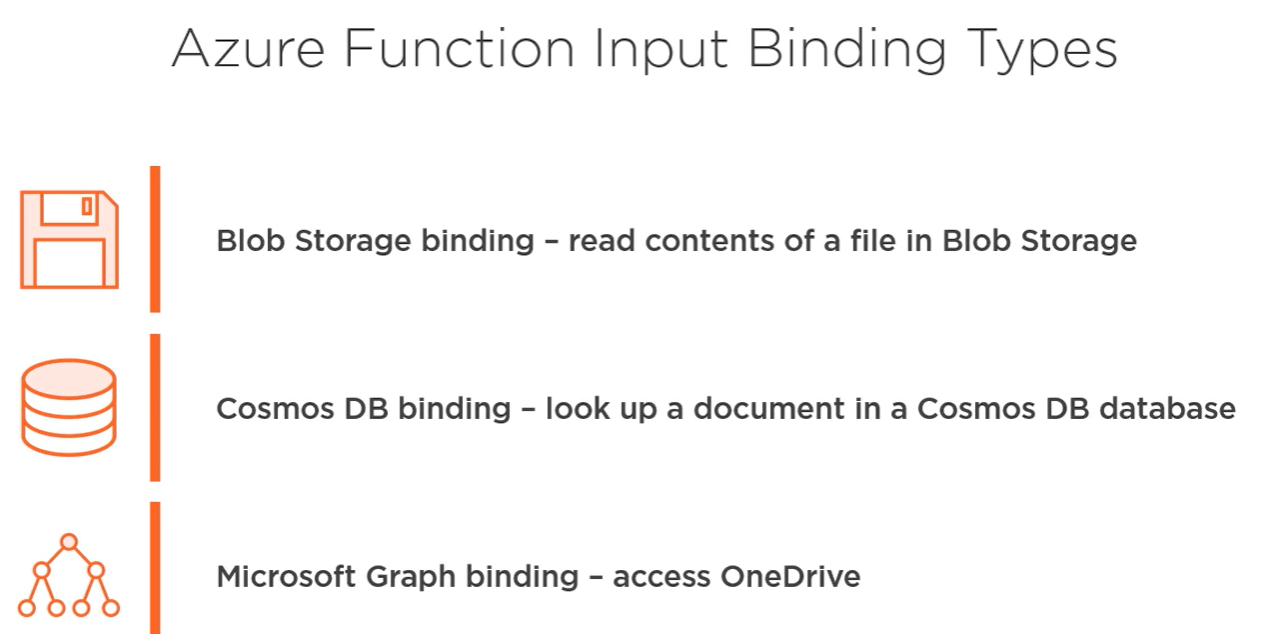 Azure Function Input Binding Types
Blob Storage binding – read contents of a file in Blob Storage
Cosmos DB binding – look up a document in a Cosmos DB database
Microsoft Graph binding – access OneDrive